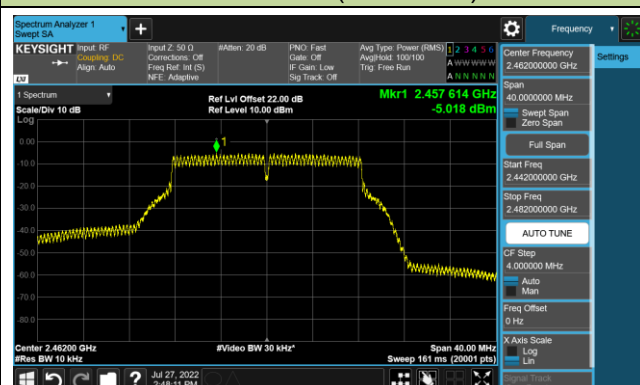 Spectrum Analyzer 1
Swept SA
+
Frequency
KEYSIGHT
Input: RF
Coupling: DC
Align: Auto
Input Z: 50 Ω
Corrections: Off
Freq Ref: Int (S)
NFE: Adaptive
#Atten: 20 dB
PNO: Fast
Gate: Off
IF Gain: Low
Sig Track: Off
Avg Type: Power (RMS)
Avg|Hold: 100/100
Trig: Free Run
1 2 3 4 5 6
A W W W W W
A N N N N N
LXI
1 Spectrum
Scale/Div 10 dB
Log
Ref Lvl Offset 22.00 dB
Ref Level 10.00 dBm
Mkr1 2.457 614 GHz
-5.018 dBm
1
0.00
-10.0
-20.0
-30.0
-40.0
-50.0
-60.0
-70.0
-80.0
Center 2.46200 GHz
#Res BW 10 kHz
#Video BW 30 kHz*
Span 40.00 MHz
Sweep 161 ms (20001 pts)
Jul 27, 2022
2:48:11 PM
Settings
Center Frequency
2.462000000 GHz
Span
40.0000000 MHz
Swept Span
Zero Span
Full Span
Start Freq
2.442000000 GHz
Stop Freq
2.482000000 GHz
AUTO TUNE
CF Step
4.000000 MHz
Auto
Man
Freq Offset
0 Hz
X Axis Scale
Log
Lin
Signal Track